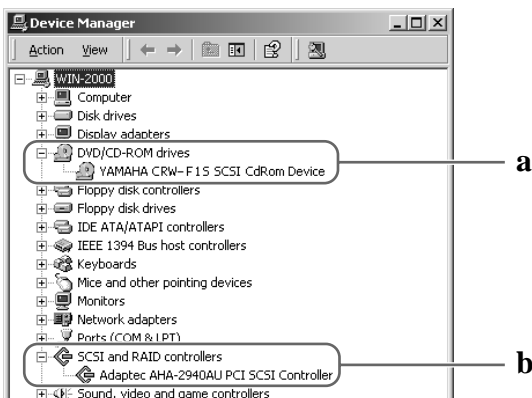 Device Manager
Action View
WIN-2000
Computer
Disk drives
Display adapters
DVD/CD-ROM drives
YAMAHA CRW-F1S SCSI CdRom Device
a
Floppy disk controllers
Floppy disk drives
IDE ATA/ATAPI controllers
IEEE 1394 Bus host controllers
Keyboards
Mice and other pointing devices
Monitors
Network adapters
Ports (COM & LPT)
SCSI and RAID controllers
Adaptec AHA-2940AU PCI SCSI Controller
b
Sound, video and game controllers